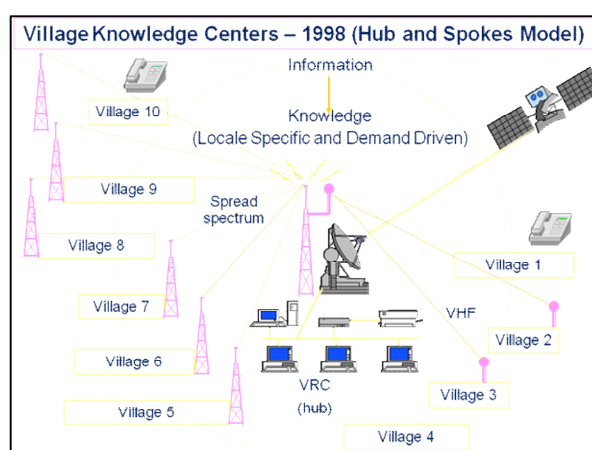 Village Knowledge Centers – 1998 (Hub and Spokes Model)
Information
Village 10
Knowledge
(Locale Specific and Demand Driven)
Village 9
Spread
spectrum
Village 8
Village 1
Village 7
VHF
Village 2
Village 6
VRC
(hub)
Village 3
Village 5
Village 4